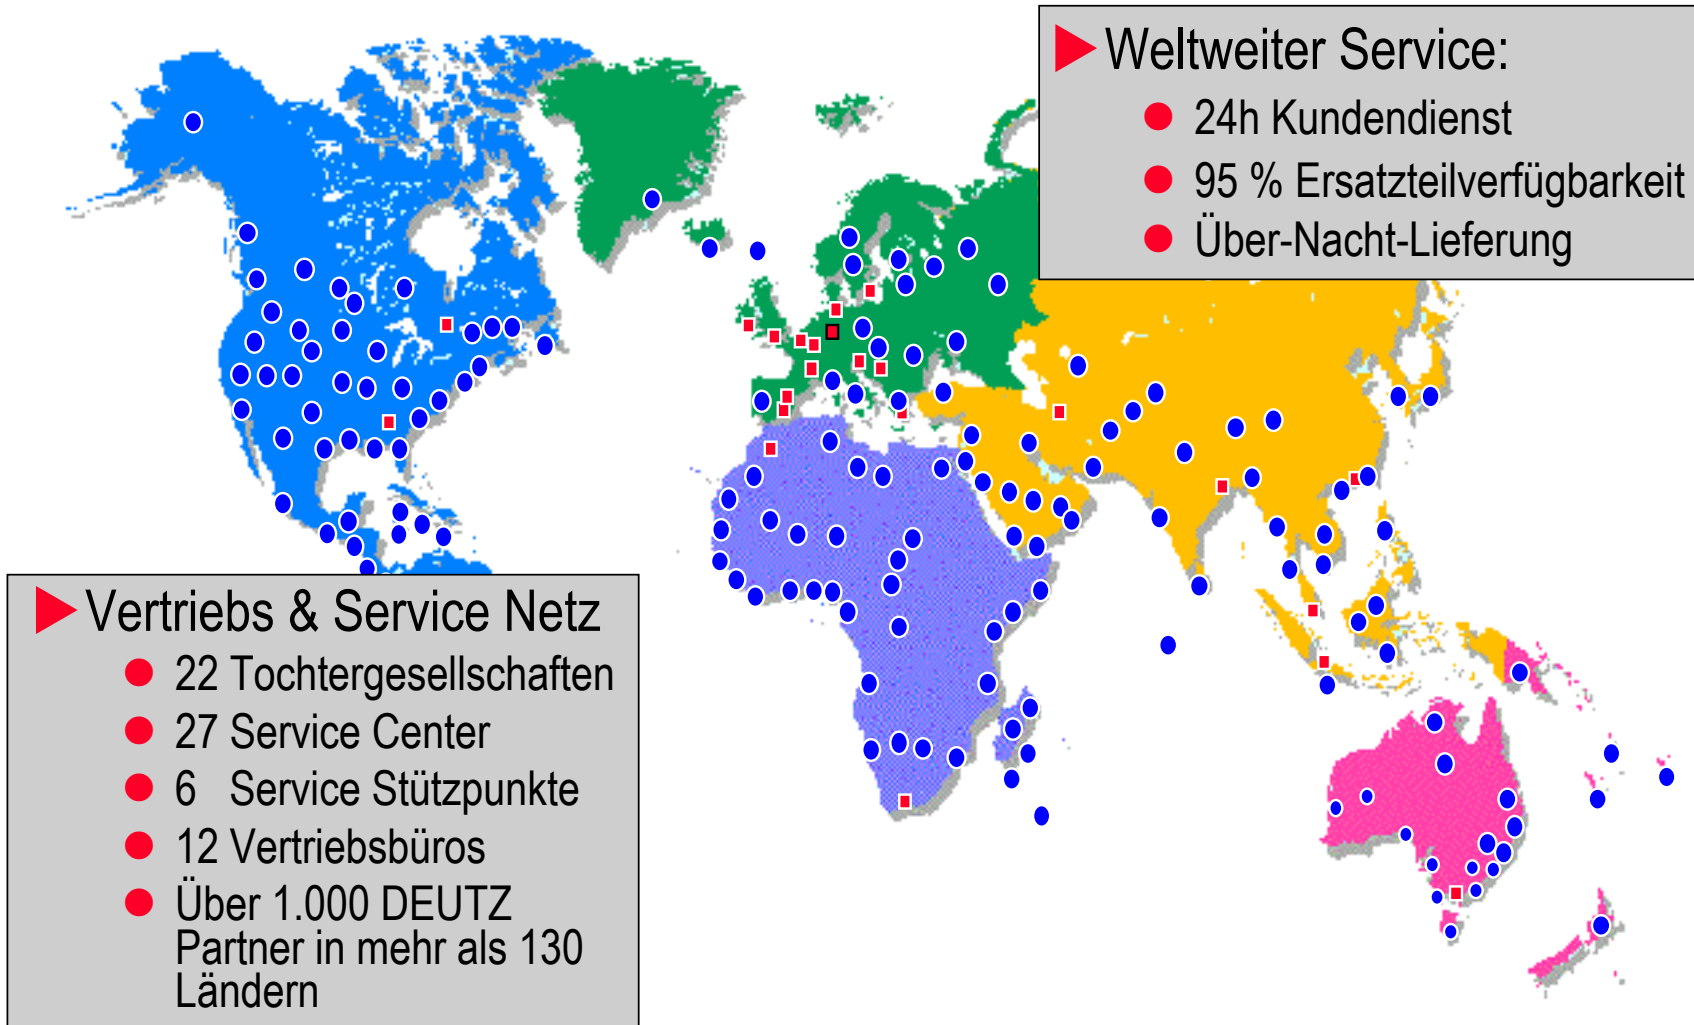 Weltweiter Service:
24h Kundendienst
95 % Ersatzteilverfügbarkeit
Über-Nacht-Lieferung
Vertriebs & Service Netz
22 Tochtergesellschaften
27 Service Center
6 Service Stützpunkte
12 Vertriebsbüros
Über 1.000 DEUTZ
Partner in mehr als 130
Ländern